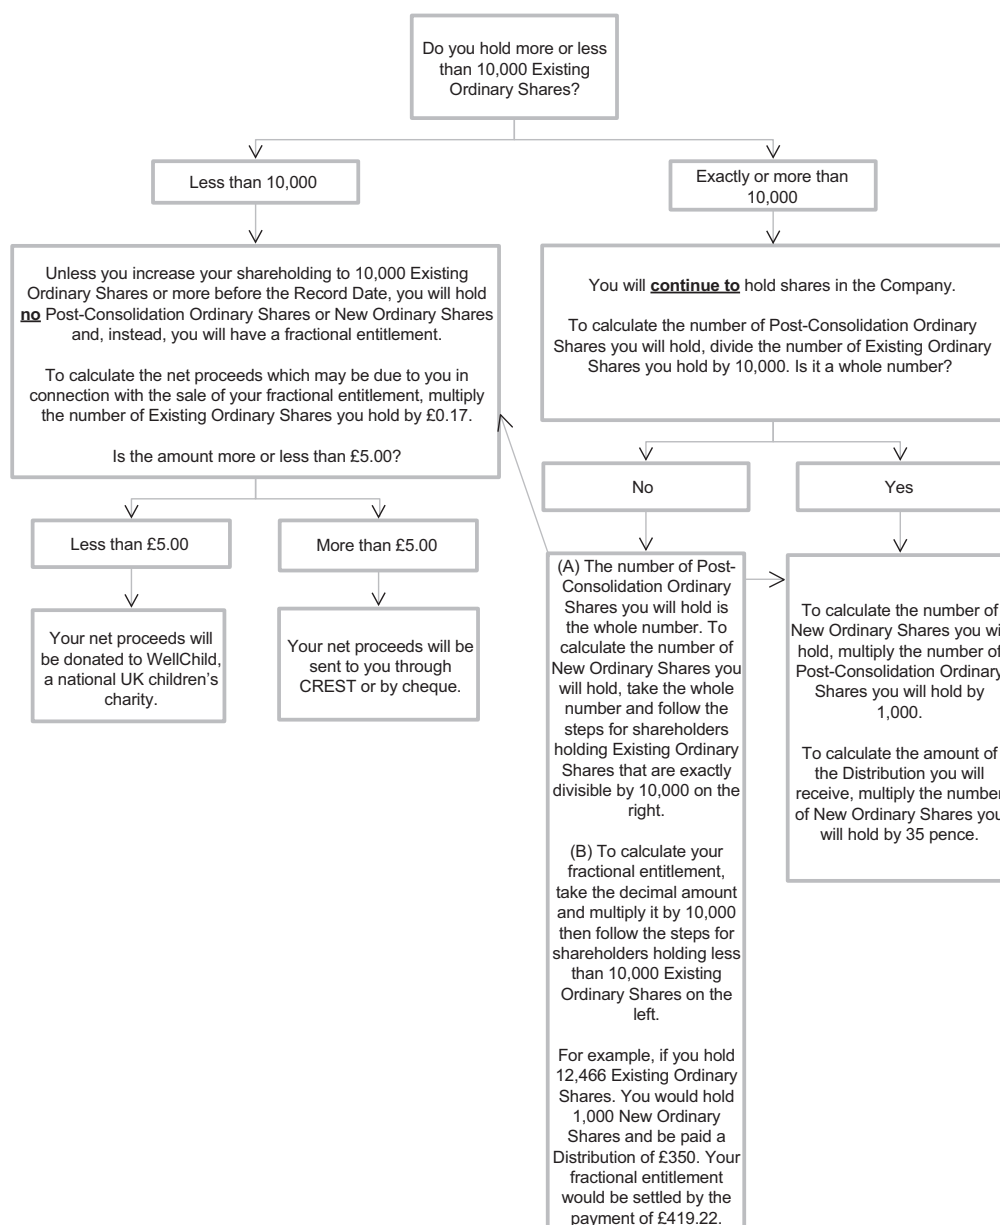 Do you hold more or less
than 10,000 Existing
Ordinary Shares?
Less than 10,000
Exactly or more than
10,000
Unless you increase your shareholding to 10,000 Existing
Ordinary Shares or more before the Record Date, you will hold
no Post-Consolidation Ordinary Shares or New Ordinary Shares
and, instead, you will have a fractional entitlement.
To calculate the net proceeds which may be due to you in
connection with the sale of your fractional entitlement, multiply
the number of Existing Ordinary Shares you hold by £0.17.
Is the amount more or less than £5.00?
You will continue to hold shares in the Company.
To calculate the number of Post-Consolidation Ordinary
Shares you will hold, divide the number of Existing Ordinary
Shares you hold by 10,000. Is it a whole number?
Less than £5.00
More than £5.00
Your net proceeds will
be donated to WellChild,
a national UK children's
charity.
Your net proceeds will be
sent to you through
CREST or by cheque.
No
Yes
(A) The number of Post-
Consolidation Ordinary
Shares you will hold is
the whole number. To
calculate the number of
New Ordinary Shares you
will hold, take the whole
number and follow the
steps for shareholders
holding Existing Ordinary
Shares that are exactly
divisible by 10,000 on the
right.
(B) To calculate your
fractional entitlement,
take the decimal amount
and multiply it by 10,000
then follow the steps for
shareholders holding less
than 10,000 Existing
Ordinary Shares on the
left.
For example, if you hold
12,466 Existing Ordinary
Shares. You would hold
1,000 New Ordinary
Shares and be paid a
Distribution of £350. Your
fractional entitlement
would be settled by the
payment of £419.22.
To calculate the number of
New Ordinary Shares you wi
hold, multiply the number of
Post-Consolidation Ordinary
Shares you will hold by
1,000.
To calculate the amount of
the Distribution you will
receive, multiply the number
of New Ordinary Shares you
will hold by 35 pence.